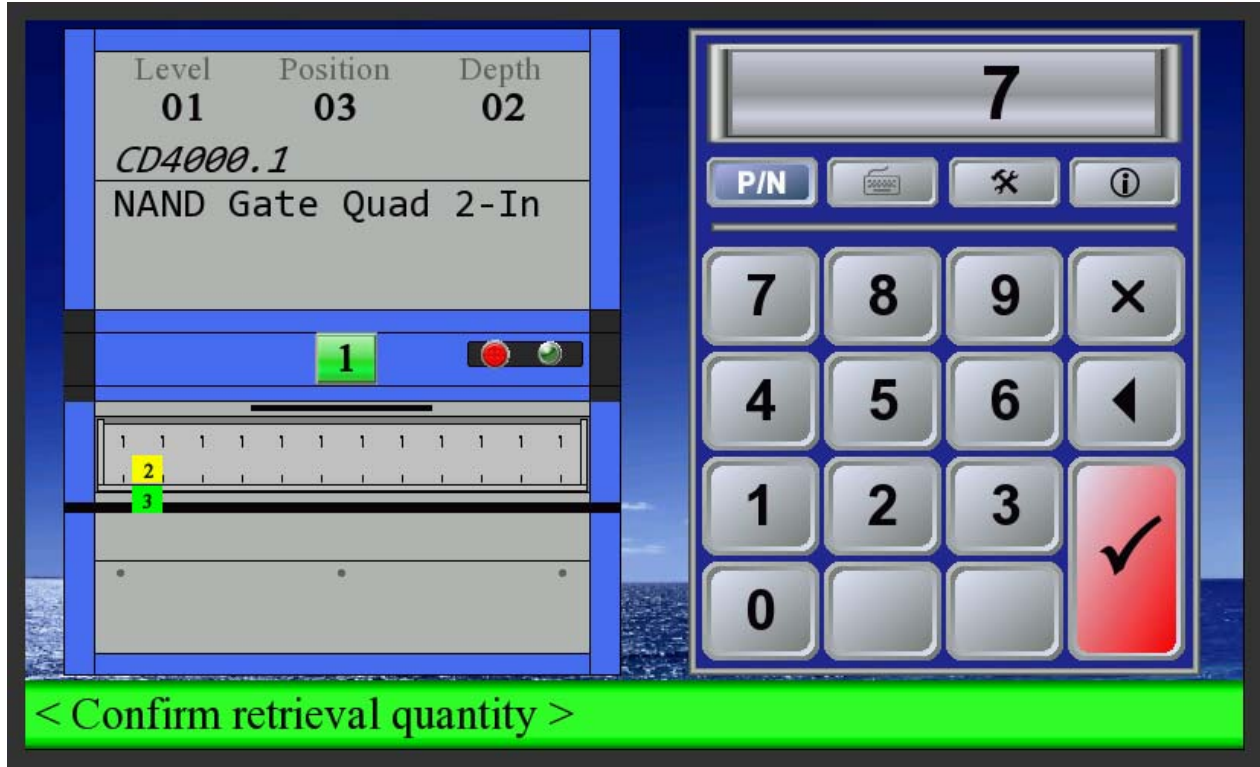 Level Position Depth
01 03 02
CD4000.1
NAND Gate Quad 2-In
1
2
3
7
P/N
7 8 9 ×
4 5 6
1 2 3 ✓
0
< Confirm retrieval quantity >